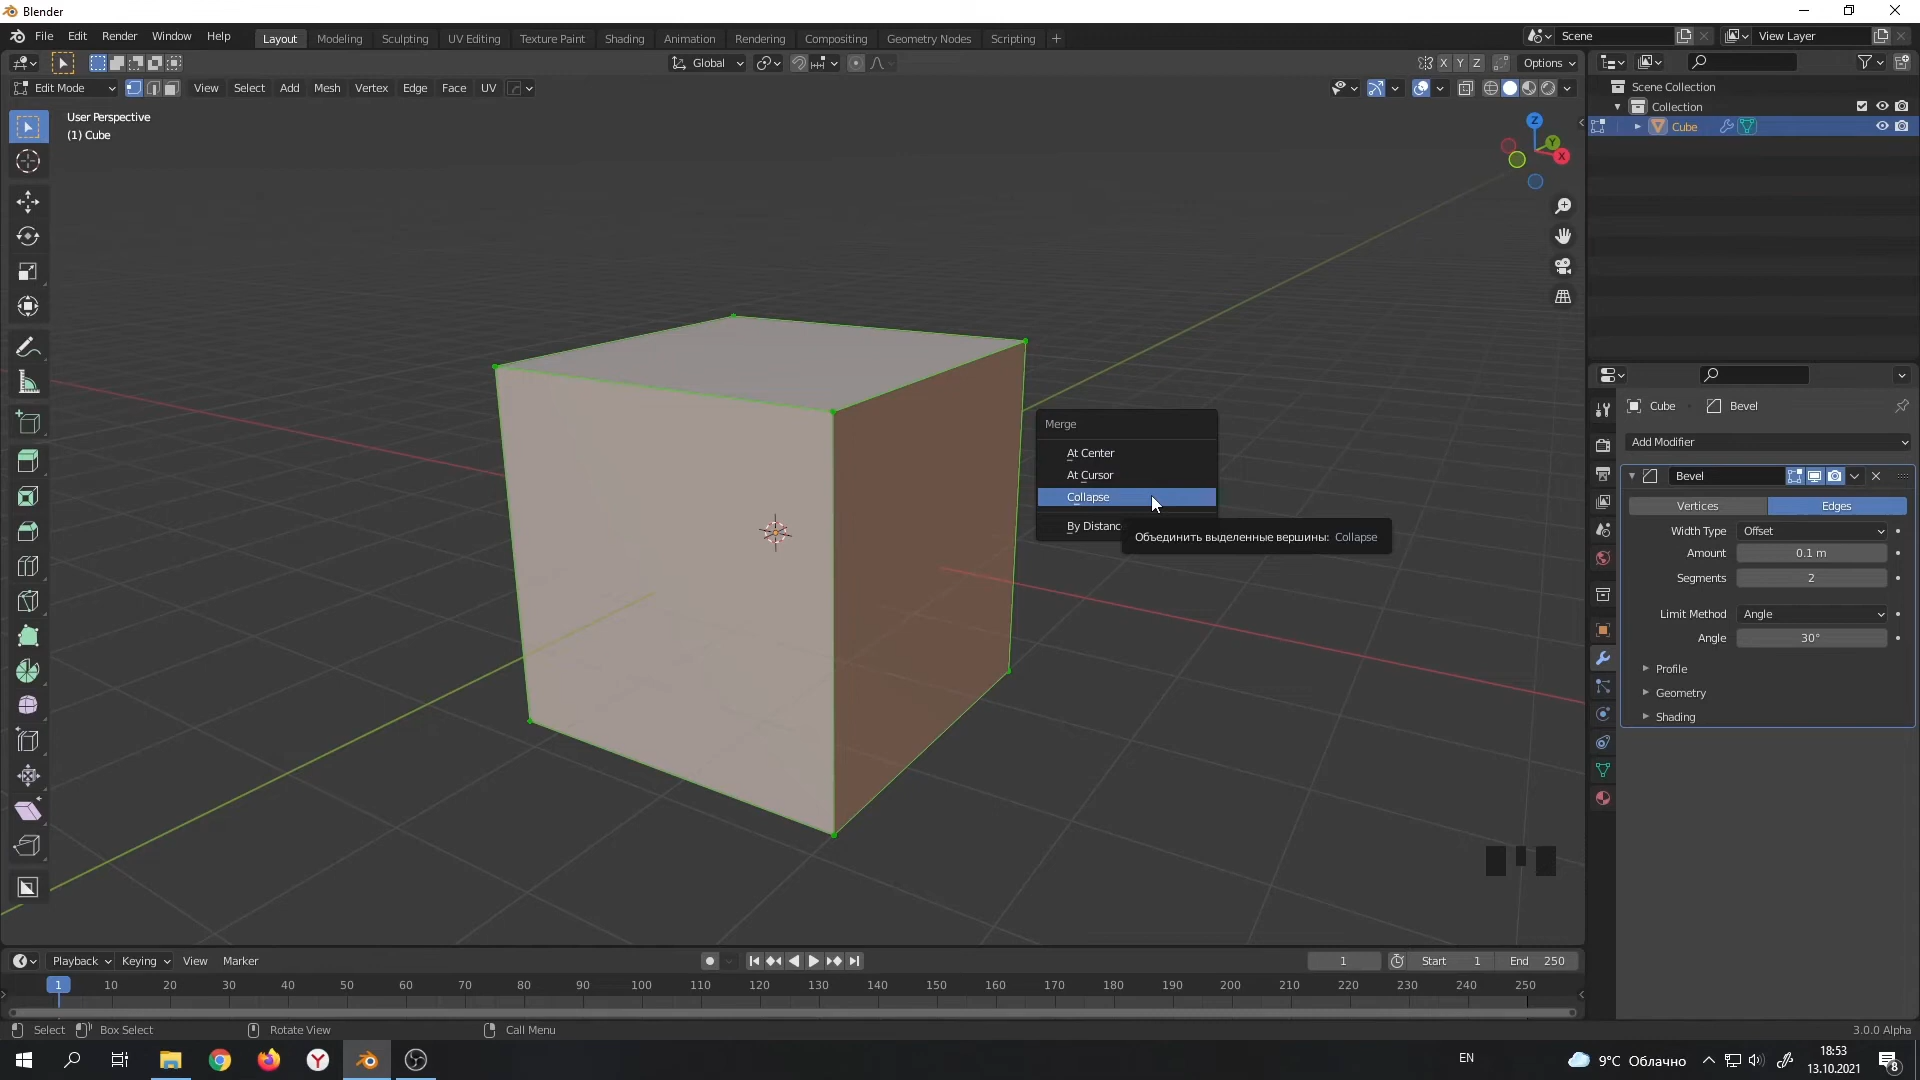 Blender
File Edit Render Window Help
Layout Modeling Sculpting UV Editing Texture Paint Shading Animation Rendering Compositing Geometry Nodes Scripting +
Scene
View Layer
Global
X Y Z
Options
Edit Mode
View Select Add Mesh Vertex Edge Face UV
User Perspective
(1) Cube
Z
Y
X
Scene Collection
Collection
Cube
Merge
At Center
At Cursor
Collapse
By Distanc
Объединить выделенные вершины: Collapse
Cube
Bevel
Add Modifier
Bevel
Vertices Edges
Width Type Offset
Amount 0.1 m
Segments 2
Limit Method Angle
Angle 30°
Profile
Geometry
Shading
Playback Keying View Marker
1
Start 1
End 250
1 10 20 30 40 50 60 70 80 90 100 110 120 130 140 150 160 170 180 190 200 210 220 230 240 250
Select
Box Select
Rotate View
Call Menu
3.0.0 Alpha
EN
9°C Облачно
18:53
13.10.2021
8